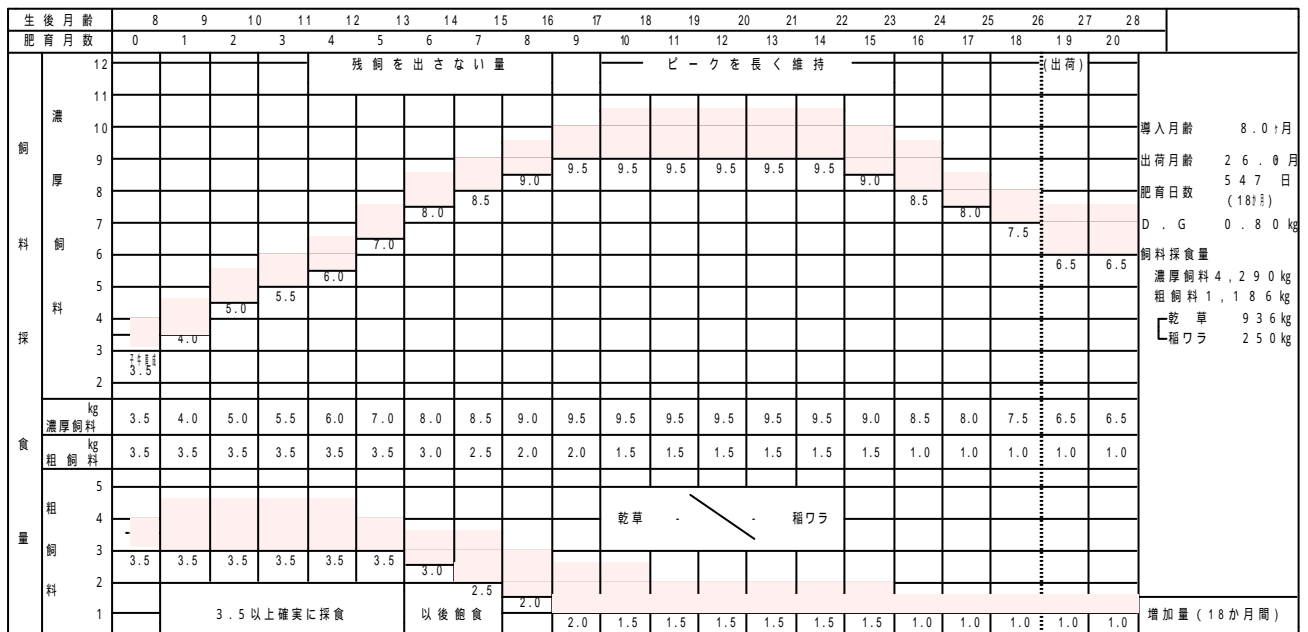 生後月齢 8 9 10 11 12 13 14 15 16 17 18 19 20 21 22 23 24 25 26 27 28
肥育月数 0 1 2 3 4 5 6 7 8 9 10 11 12 13 14 15 16 17 18 19 20
飼料採食量
濃厚飼料
12 残飼を出さない量 ピークを長く維持 (出荷)
11
10
9
8
7
6
5
4
3
2
9.5 9.5 9.5 9.5 9.5 9.5
9.0 9.0
8.5 8.5
8.0 8.0
7.0 7.5
6.0 6.5 6.5
5.5
5.0
4.0
3.5
導入月齢 8.0ヶ月
出荷月齢 26.0
月
肥育日数 547日
(18か月)
D.G 0.80kg
飼料採食量
濃厚飼料4,290kg
粗飼料1,186kg
乾草 936kg
稲ワラ 250kg
kg
濃厚飼料 3.5 4.0 5.0 5.5 6.0 7.0 8.0 8.5 9.0 9.5 9.5 9.5 9.5 9.5 9.5 9.0 8.5 8.0 7.5 6.5 6.5
kg
粗飼料 3.5 3.5 3.5 3.5 3.5 3.5 3.0 2.5 2.0 2.0 1.5 1.5 1.5 1.5 1.5 1.5 1.0 1.0 1.0 1.0 1.0
粗飼料
5
4 乾草 - - 稲ワラ
3
3.5 3.5 3.5 3.5 3.5 3.5 3.0
2
2.5
1 3.5以上確実に採食 以後飽食 2.0 増加量(18か月間)
2.0 1.5 1.5 1.5 1.5 1.5 1.5 1.0 1.0 1.0 1.0 1.0